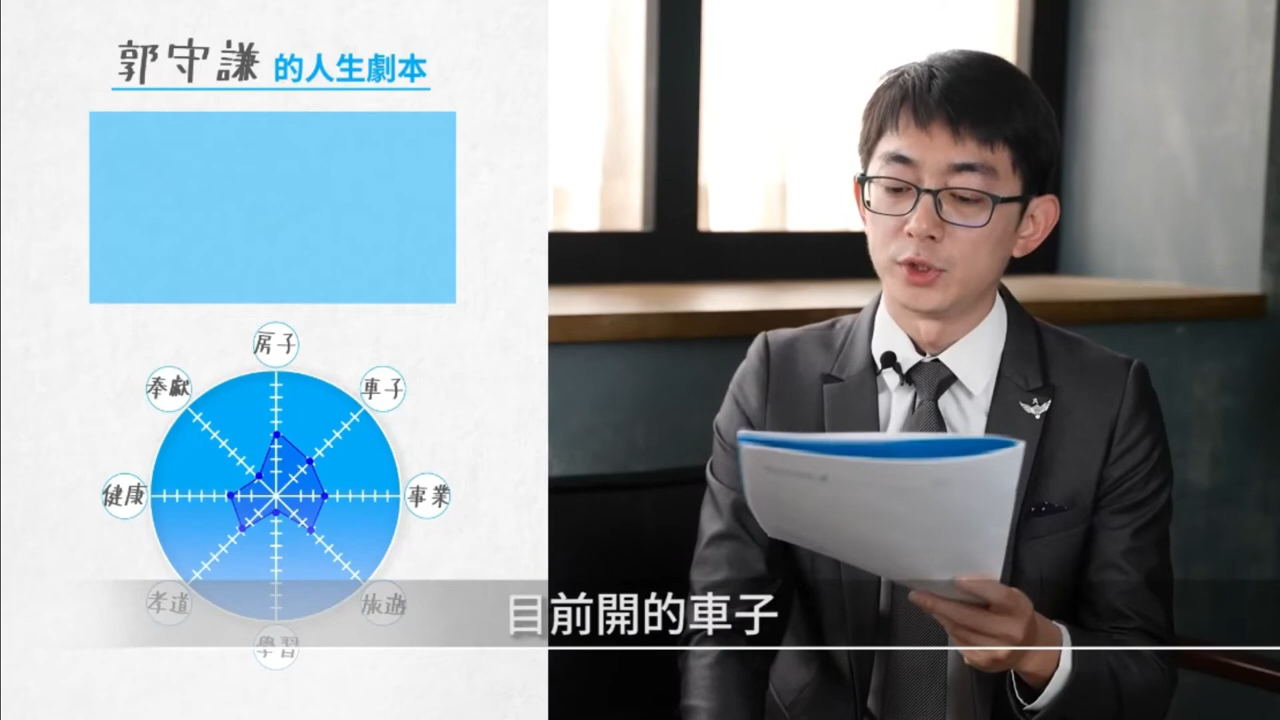 郭守謙 的人生劇本
房子
奉獻
車子
健康
事業
孝道
旅遊
學習
目前開的車子